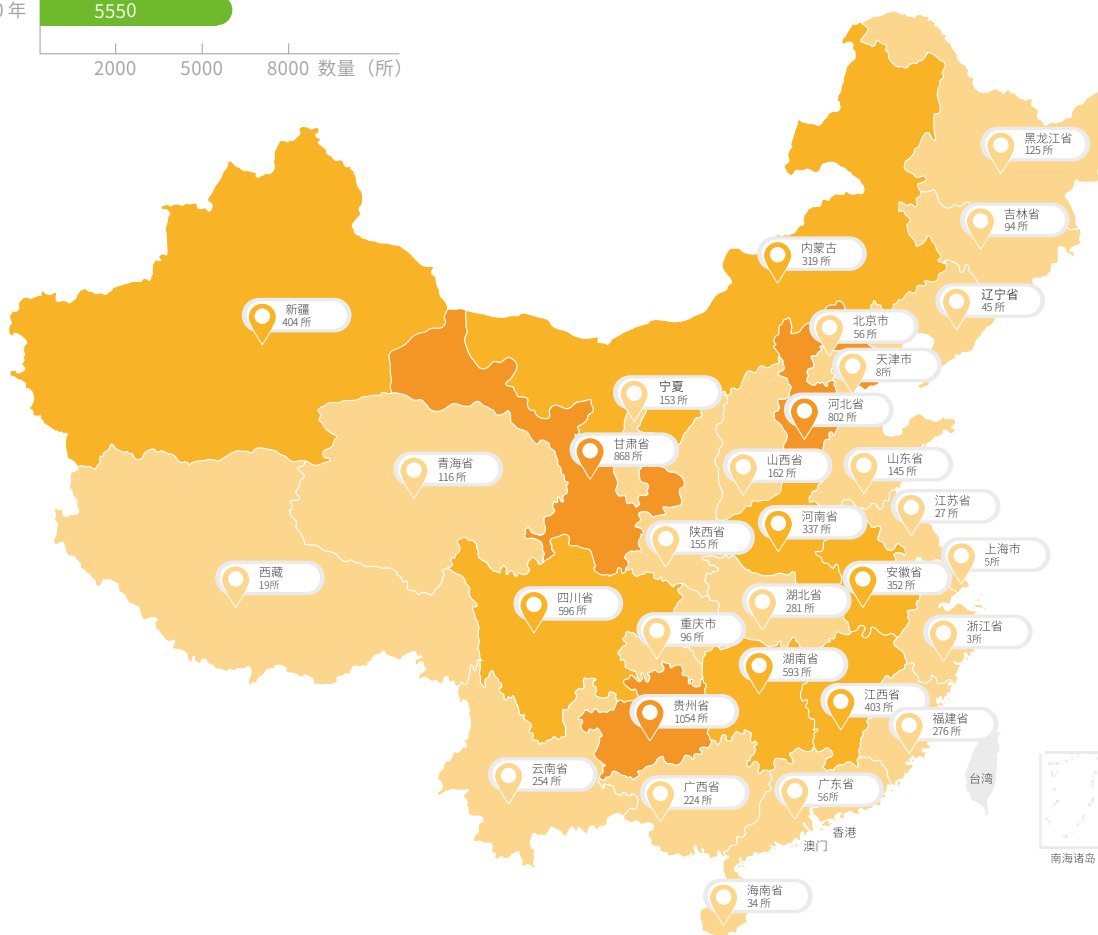 0 年
5550
2000 5000 8000 数量（所）
黑龙江省
125 所
吉林省
94 所
内蒙古
319 所
辽宁省
45 所
新疆
404 所
北京市
56 所
天津市
8所
宁夏
153 所
河北省
802 所
甘肃省
868 所
青海省
116 所
山西省
162 所
山东省
145 所
江苏省
27 所
河南省
337 所
陕西省
155 所
上海市
5所
西藏
19所
安徽省
352 所
四川省
596 所
湖北省
281 所
重庆市
96 所
浙江省
3所
湖南省
593 所
江西省
403 所
贵州省
1054 所
福建省
276 所
云南省
254 所
台湾
广西省
224 所
广东省
56所
香港
澳门
南海诸岛
海南省
34 所